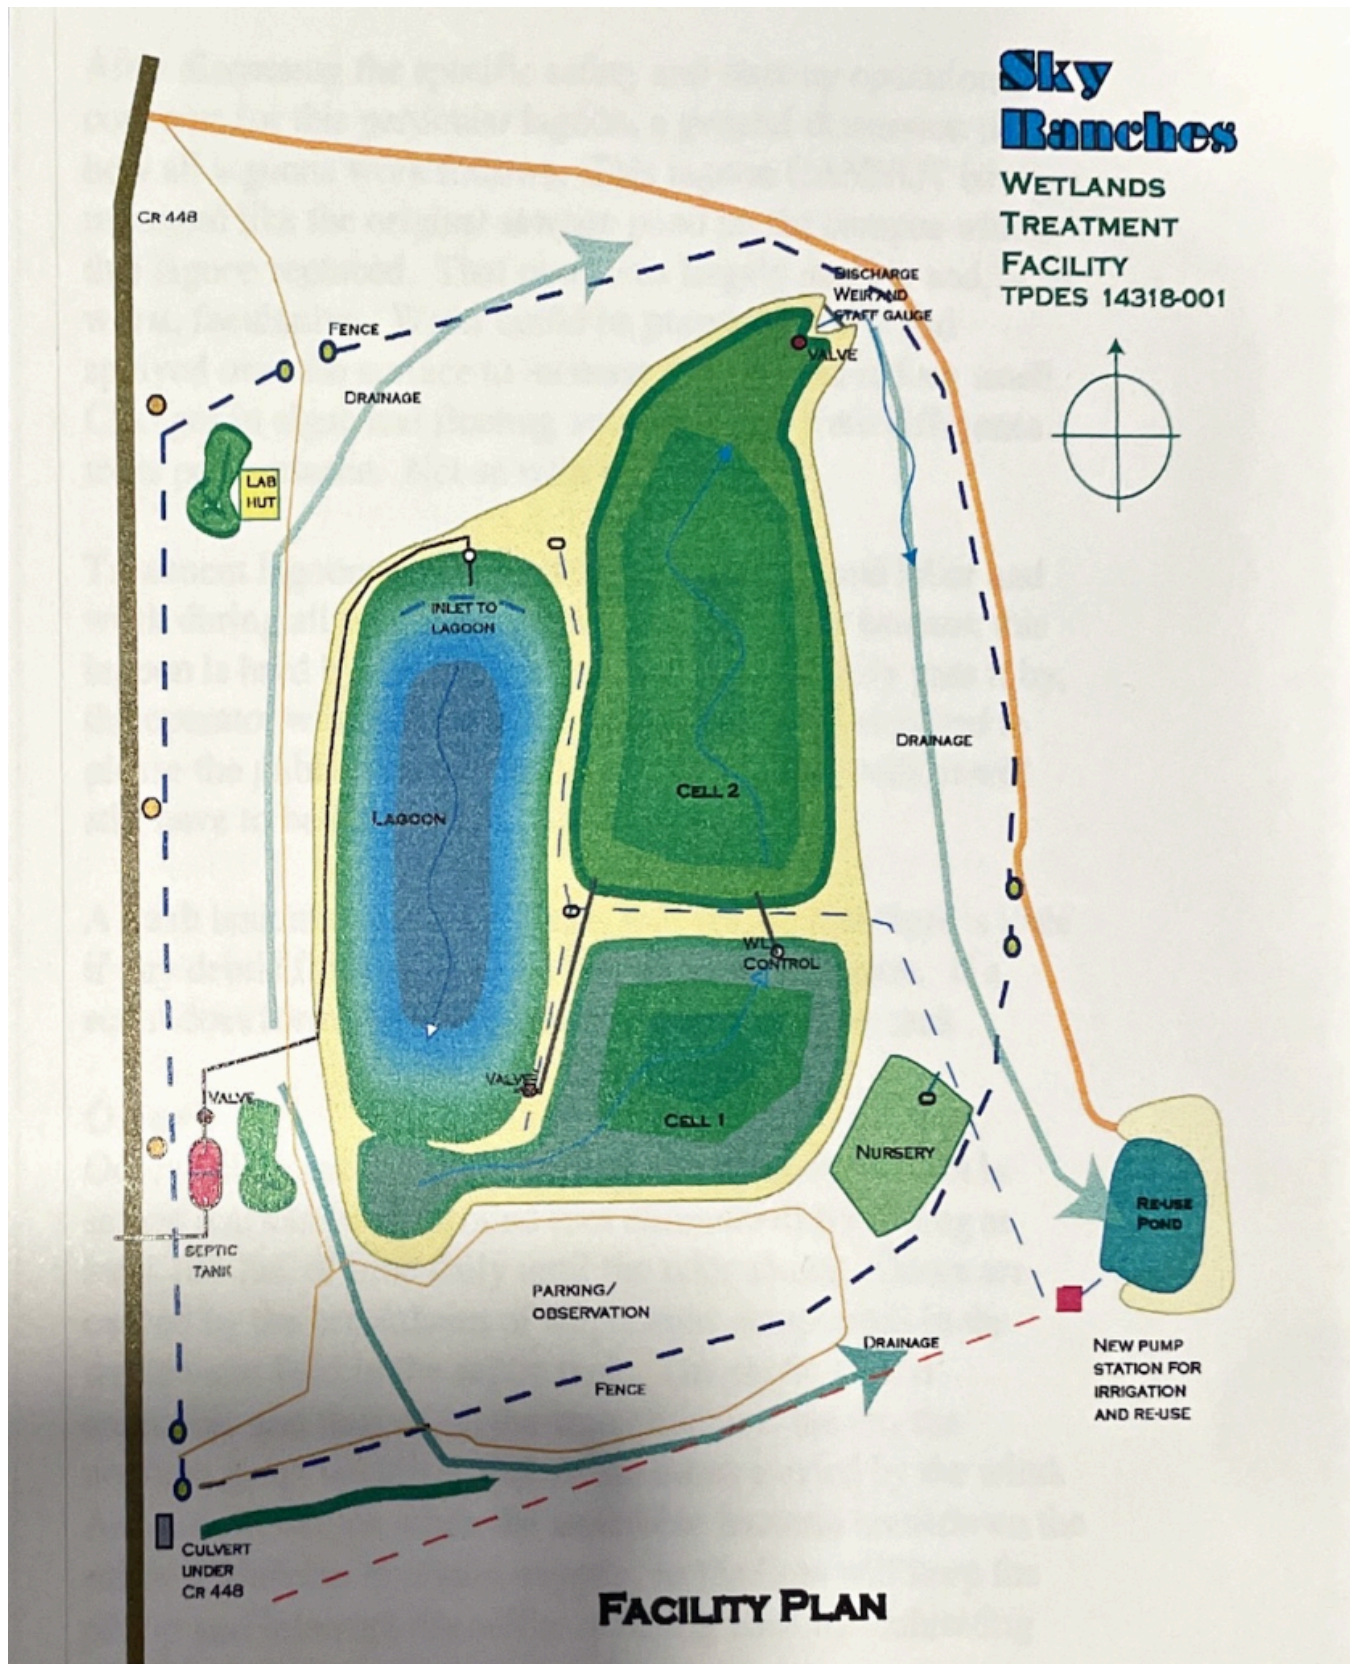 Sky
Ranches
WETLANDS
TREATMENT
FACILITY
TPDES 14318-001
CR 448
DISCHARGE
WEIR AND
STAFF GAUGE
FENCE
VALVE
DRAINAGE
LAB
HUT
INLET TO
LAGOON
DRAINAGE
CELL 2
LAGOON
WL
CONTROL
VALVE
VALVE
CELL 1
NURSERY
RE-USE
POND
SEPTIC
TANK
PARKING/
OBSERVATION
DRAINAGE
NEW PUMP
STATION FOR
IRRIGATION
AND RE-USE
FENCE
CULVERT
UNDER
CR 448
FACILITY PLAN